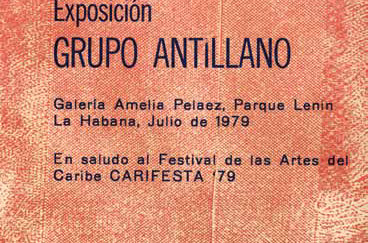 Exposición
GRUPO ANTILLANO
Galería Amelia Pelaez, Parque Lenin
La Habana, Julio de 1979
En saludo al Festival de las Artes del
Caribe CARIFESTA '79